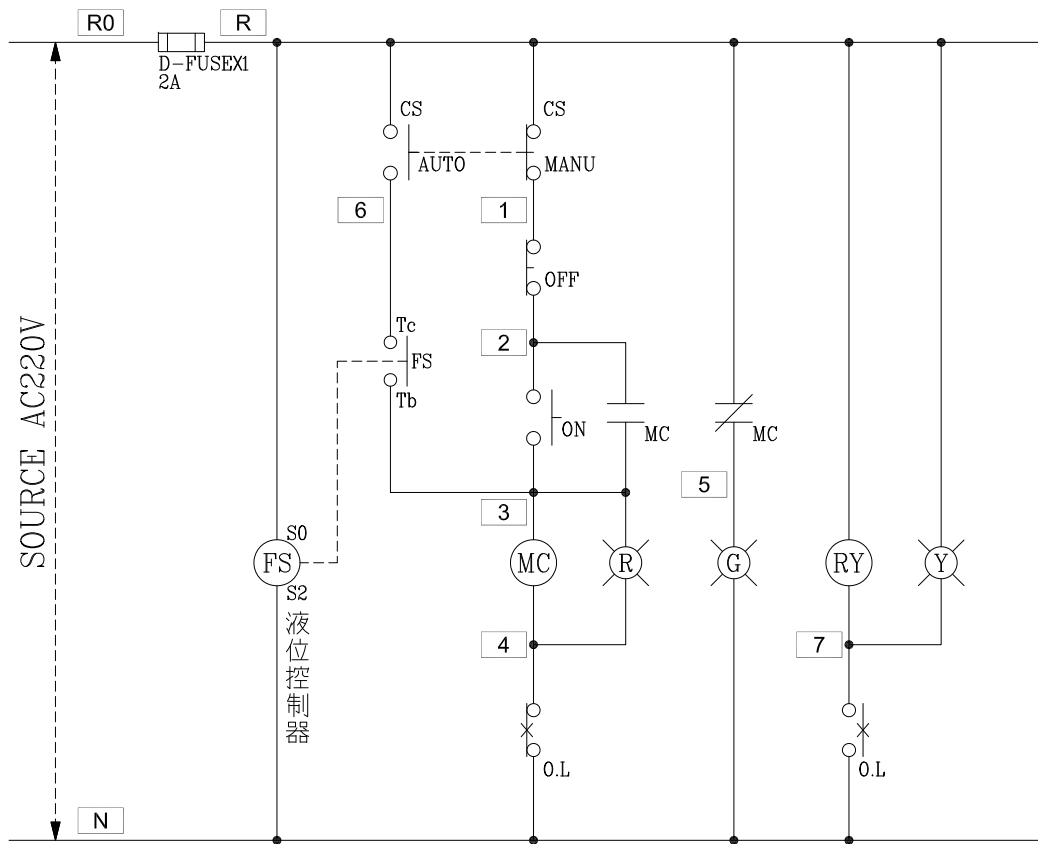 R0
R
D-FUSEX1
2A
CS
CS
AUTO
MANU
6
1
OFF
Tc
2
FS
Tb
ON
MC
MC
5
3
SOURCE AC220V
S0
FS
MC
R
G
RY
Y
S2
液位控制器
4
7
O.L
O.L
N